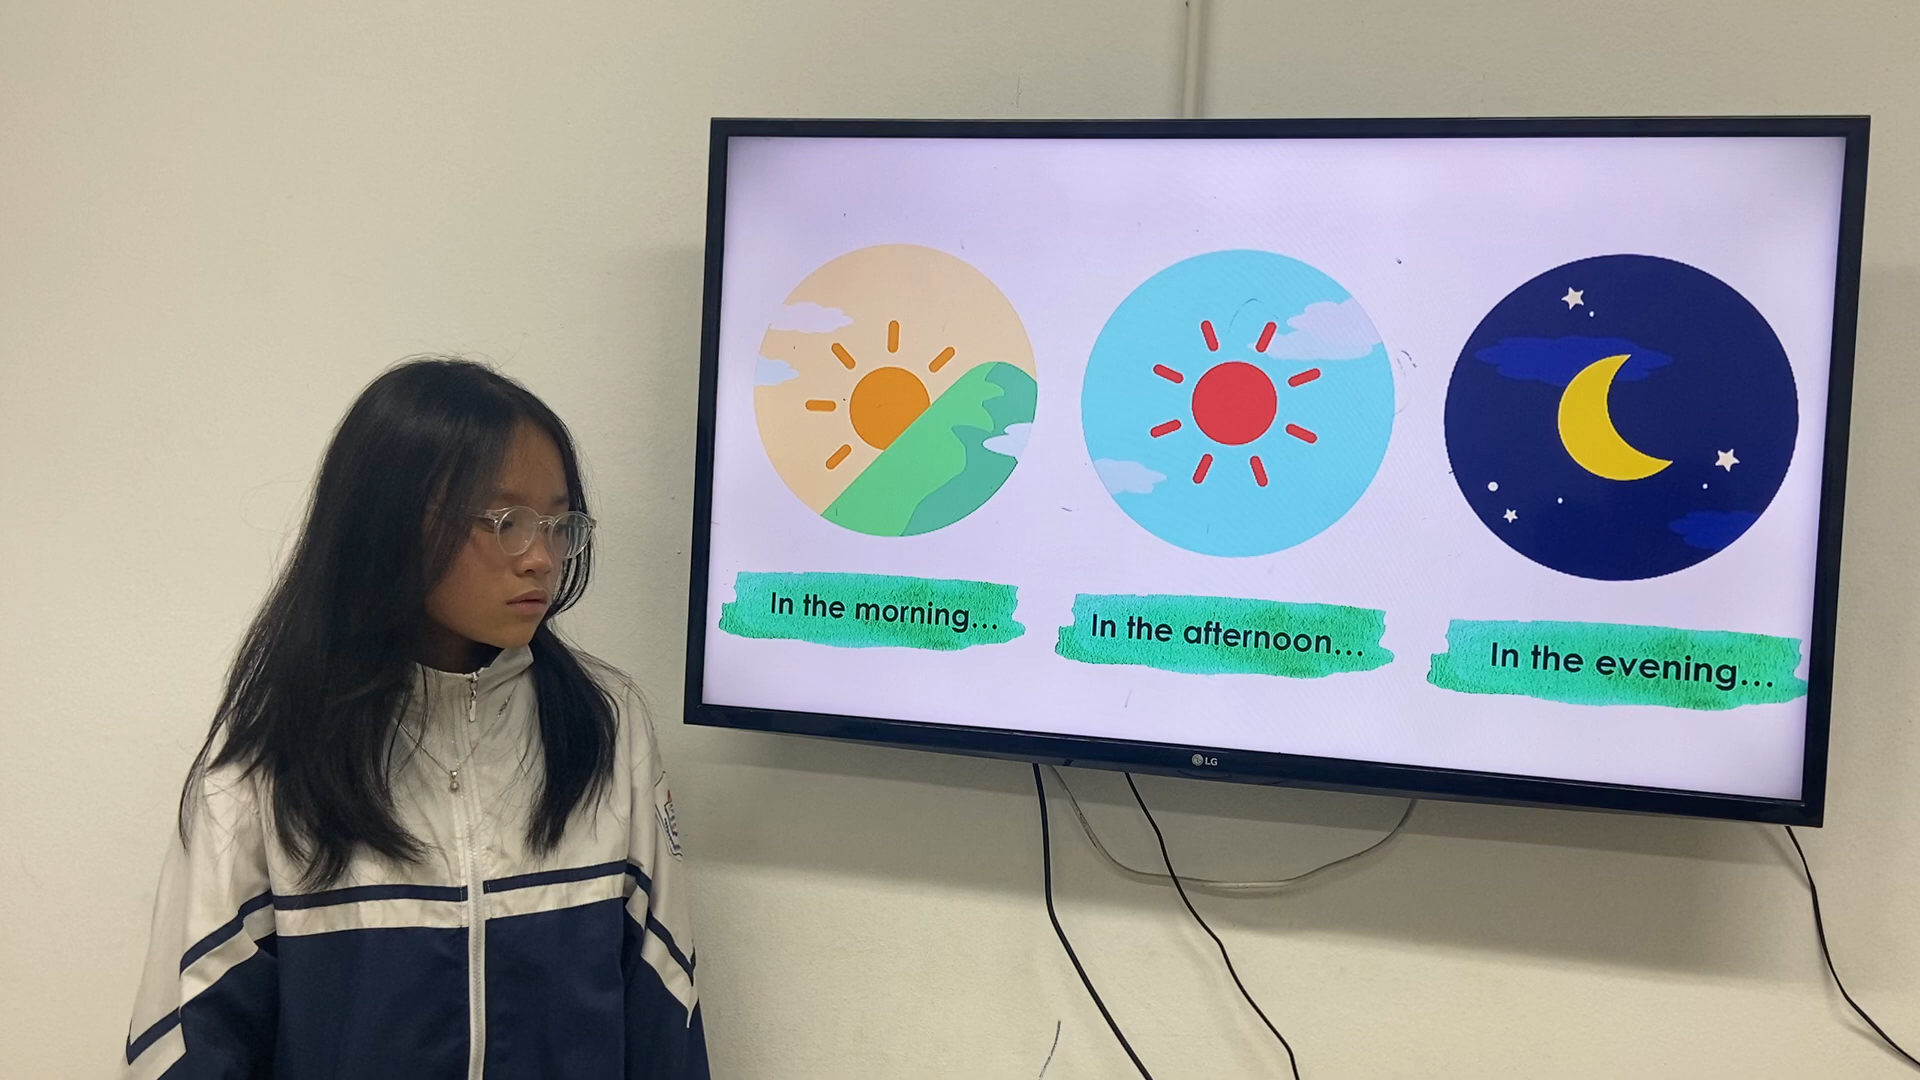 In the morning...
In the afternoon...
In the evening...
LG